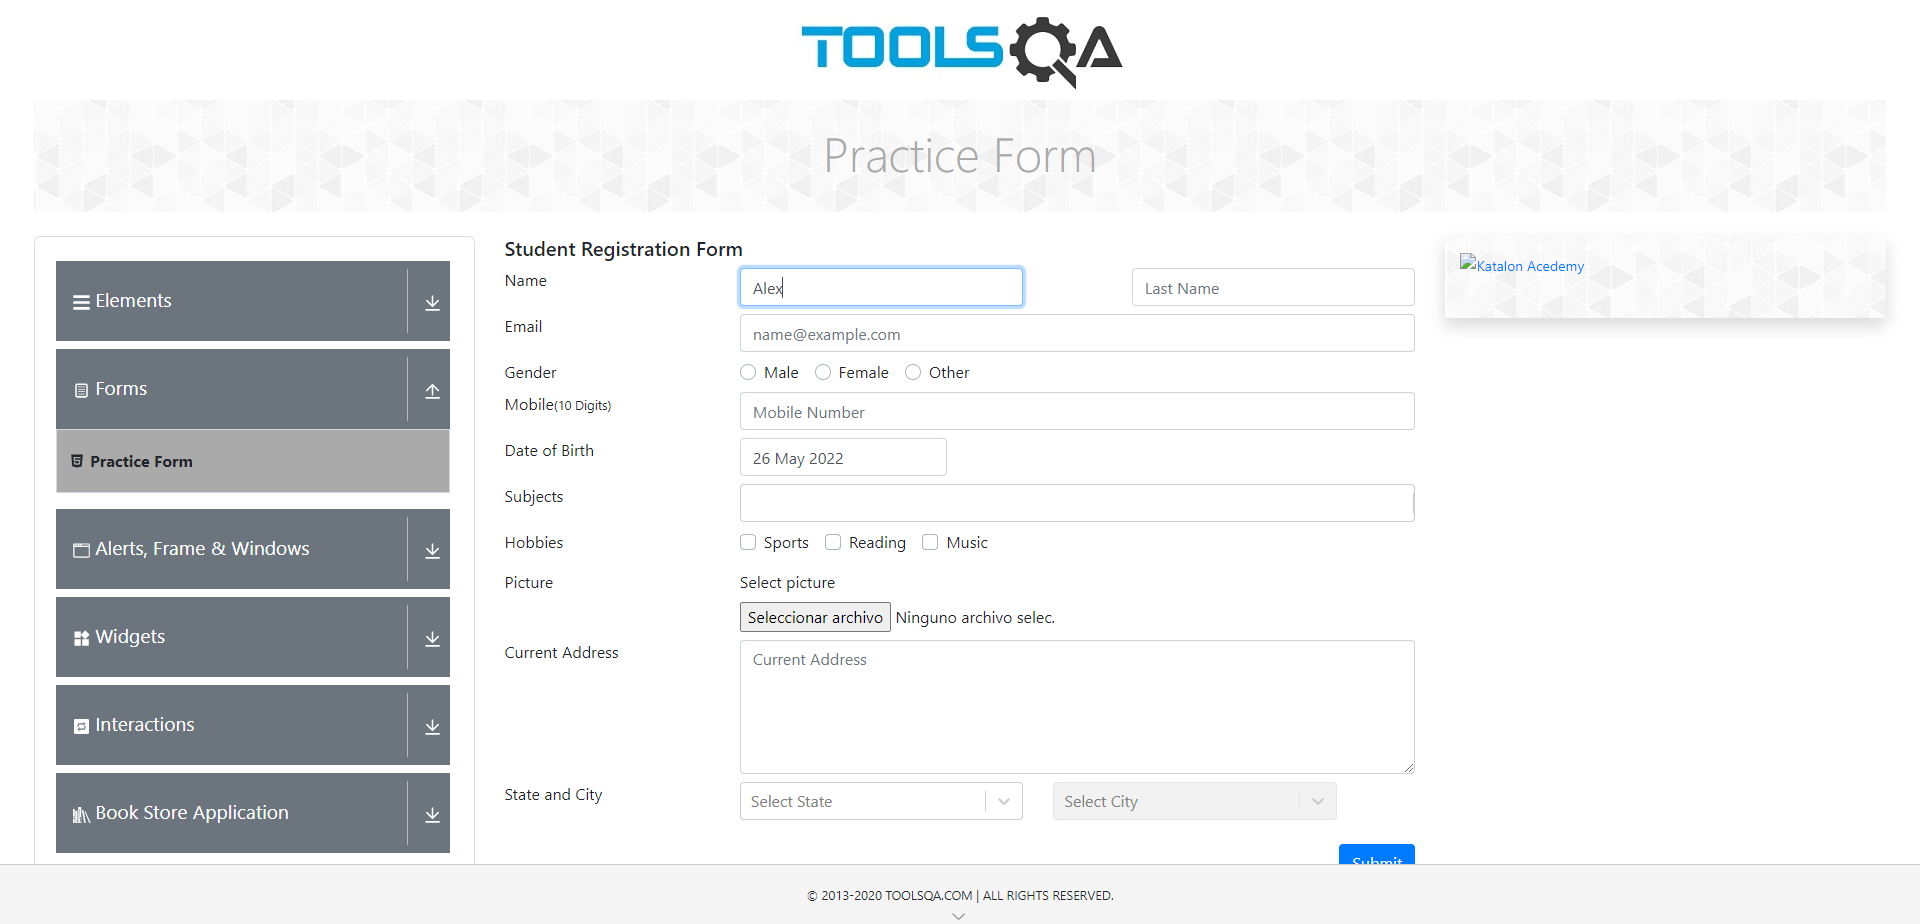 TOOLSQA
Practice Form
Elements
Forms
Practice Form
Alerts, Frame & Windows
Widgets
Interactions
Book Store Application
Student Registration Form
Name
Alex
Last Name
Email
name@example.com
Gender
Male
Female
Other
Mobile(10 Digits)
Mobile Number
Date of Birth
26 May 2022
Subjects
Hobbies
Sports
Reading
Music
Picture
Select picture
Seleccionar archivo Ninguno archivo selec.
Current Address
Current Address
State and City
Select State
Select City
Submit
Katalon Acedemy
© 2013-2020 TOOLSQA.COM | ALL RIGHTS RESERVED.